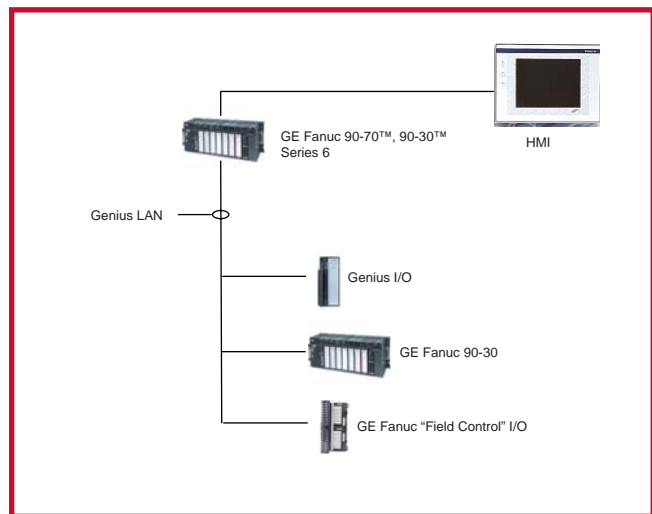 GE Fanuc 90-70™, 90-30™
Series 6
HMI
Genius LAN
Genius I/O
GE Fanuc 90-30
GE Fanuc “Field Control” I/O